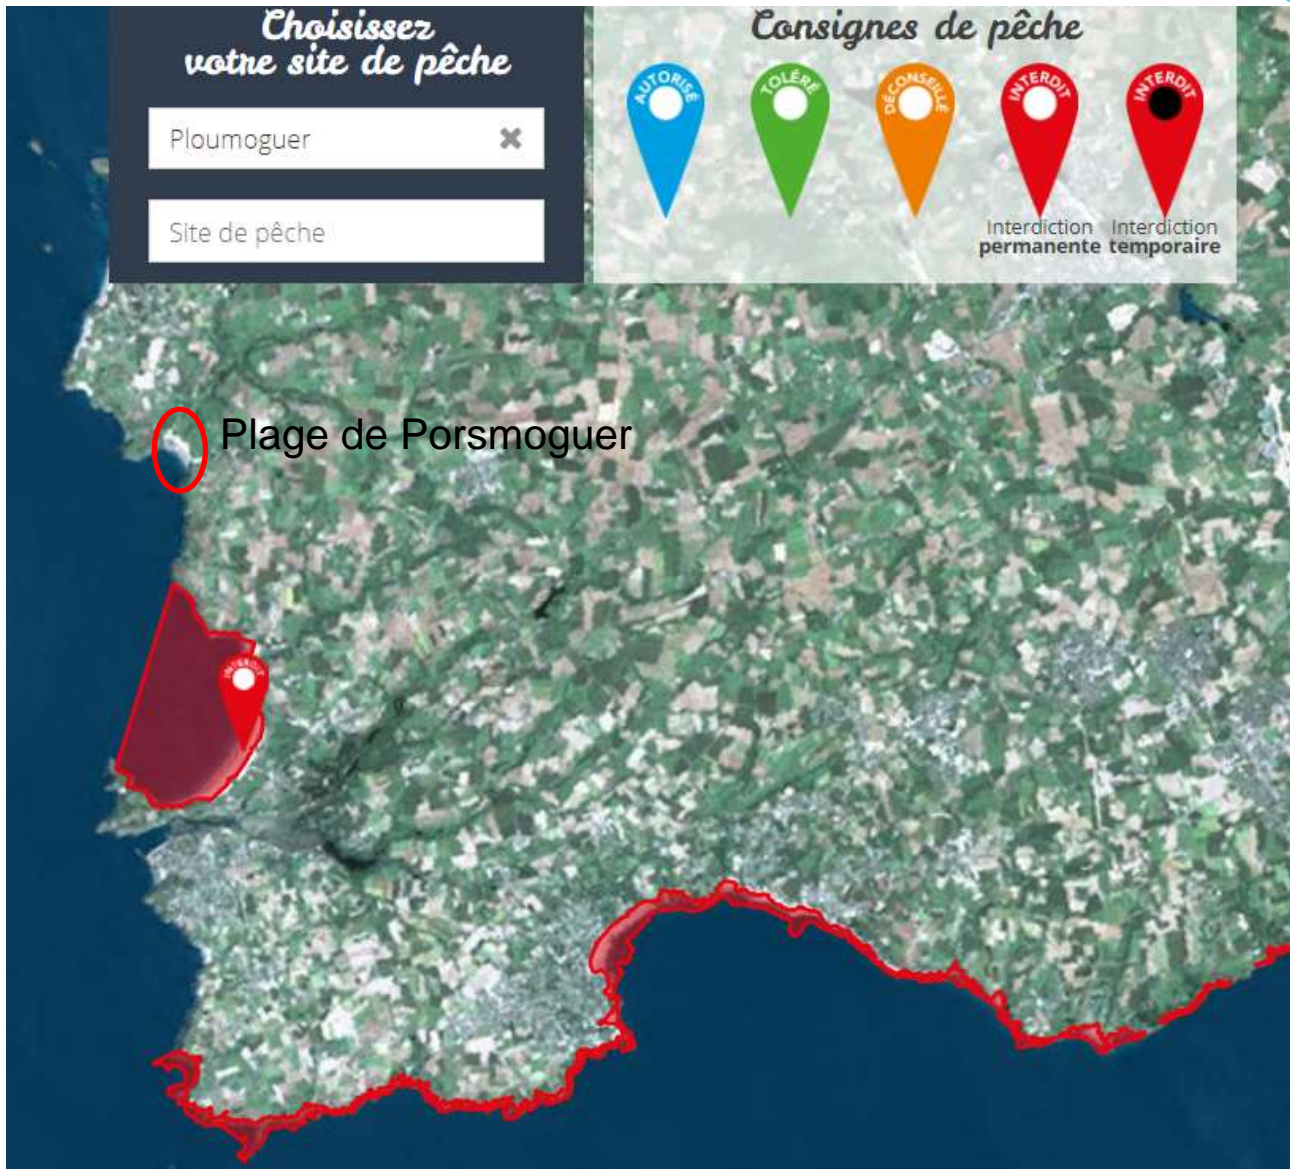 Choisissez
votre site de pêche
Ploumoguer
Site de pêche
Consignes de pêche
AUTORISÉ
TOLÉRÉ
DÉCONSEILLÉ
INTERDIT
INTERDIT
Interdiction
permanente
Interdiction
temporaire
Plage de Porsmoguer
INTERDIT